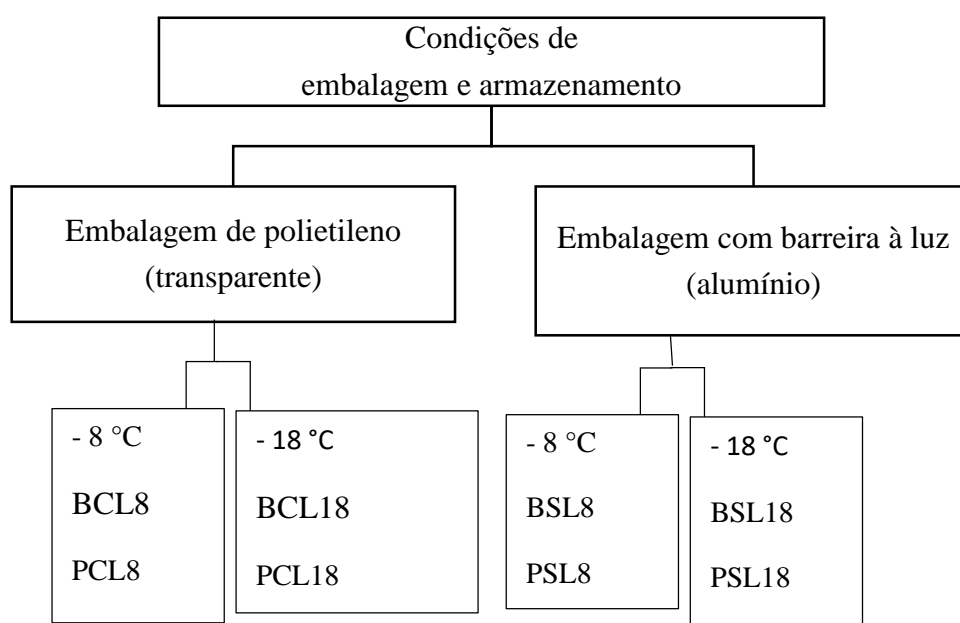 Condições de
embalagem e armazenamento
Embalagem de polietileno
(transparente)
Embalagem com barreira à luz
(alumínio)
- 8 °C
BCL8
PCL8
- 18 °C
BCL18
PCL18
- 8 °C
BSL8
PSL8
- 18 °C
BSL18
PSL18